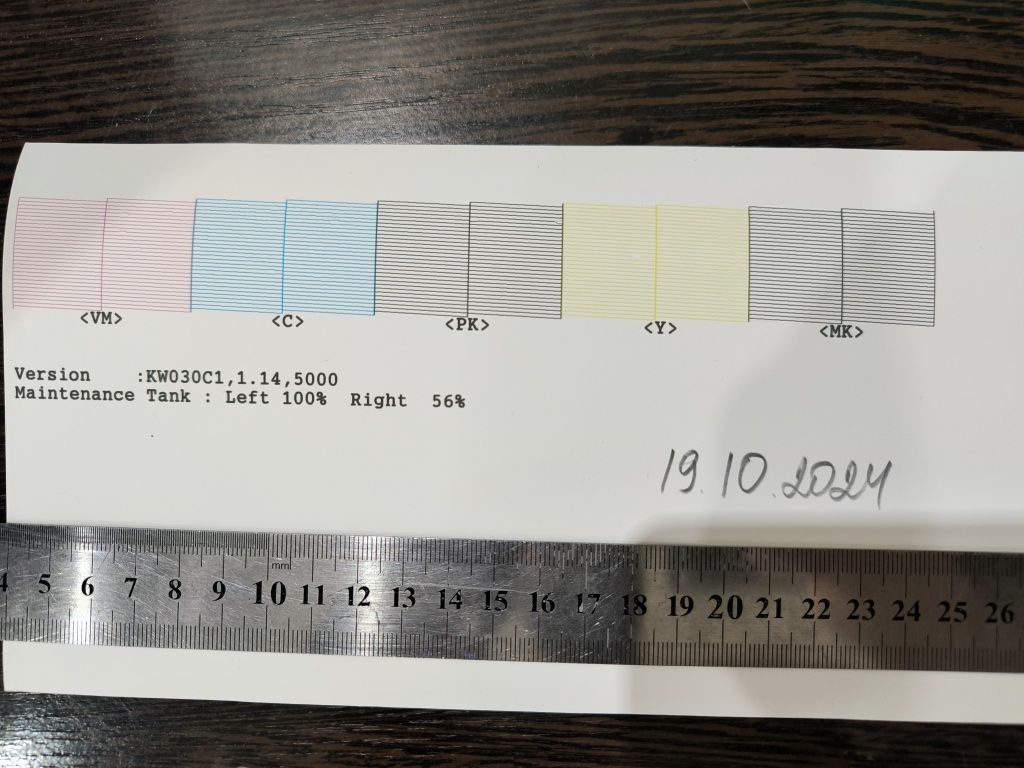 <VM> <C> <PK> <Y> <MK>
Version :KW030C1,1.14,5000
Maintenance Tank : Left 100% Right 56%
19.10.2024
mm
4 5 6 7 8 9 10 11 12 13 14 15 16 17 18 19 20 21 22 23 24 25 26